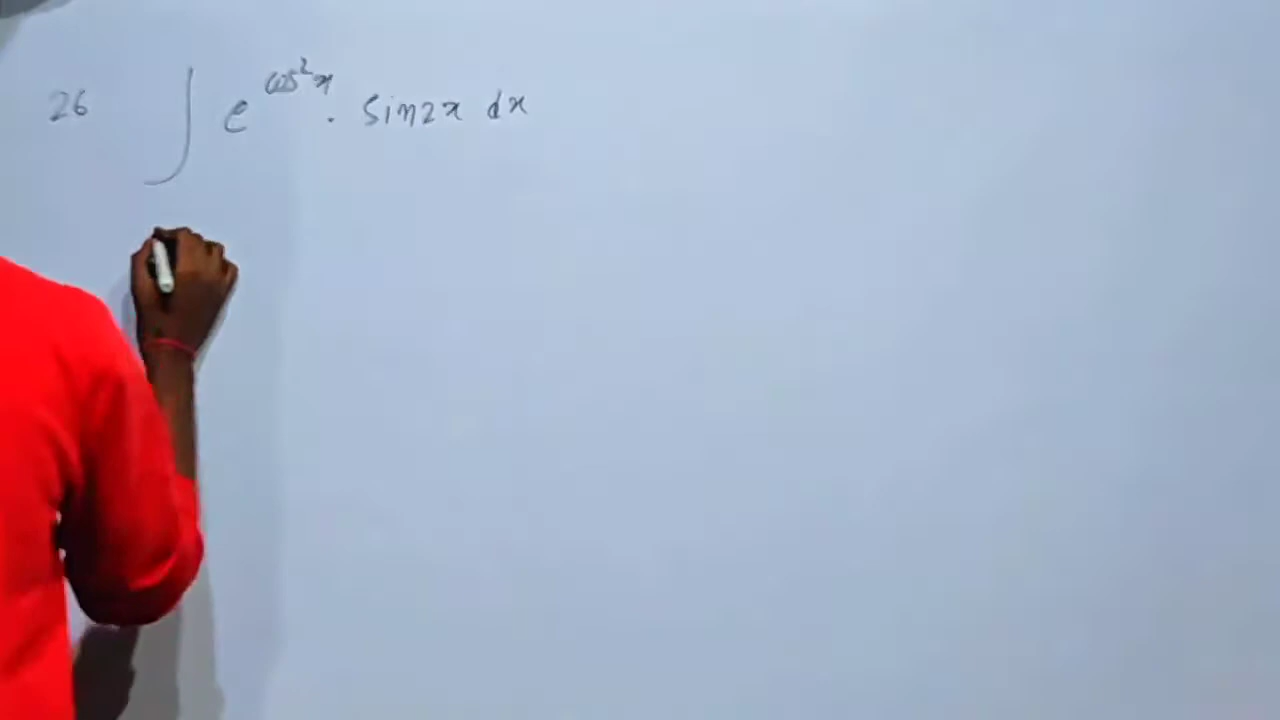 26 ∫ e^{cos²x} . sin2x dx